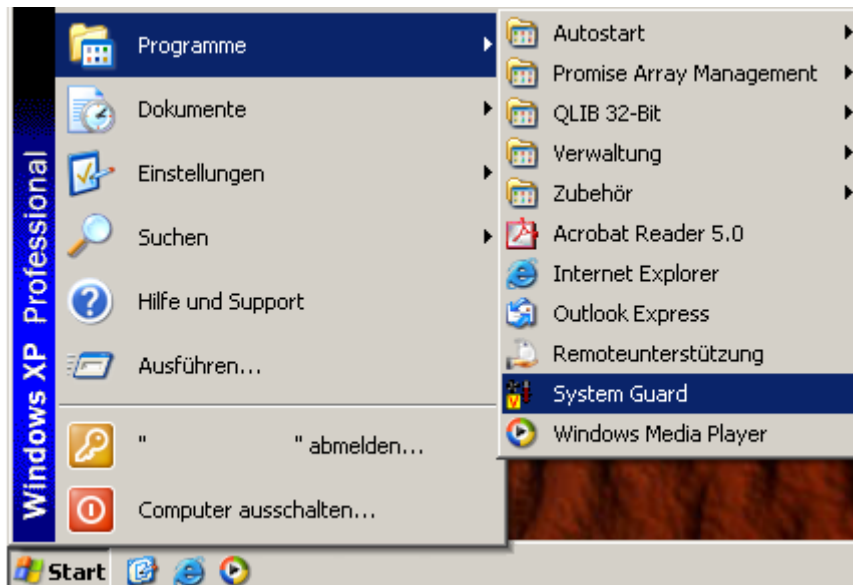 Windows XP Professional
Programme
Dokumente
Einstellungen
Suchen
Hilfe und Support
Ausführen...
" " abmelden...
Computer ausschalten...
Autostart
Promise Array Management
QLIB 32-Bit
Verwaltung
Zubehör
Acrobat Reader 5.0
Internet Explorer
Outlook Express
Remoteunterstützung
System Guard
Windows Media Player
Start